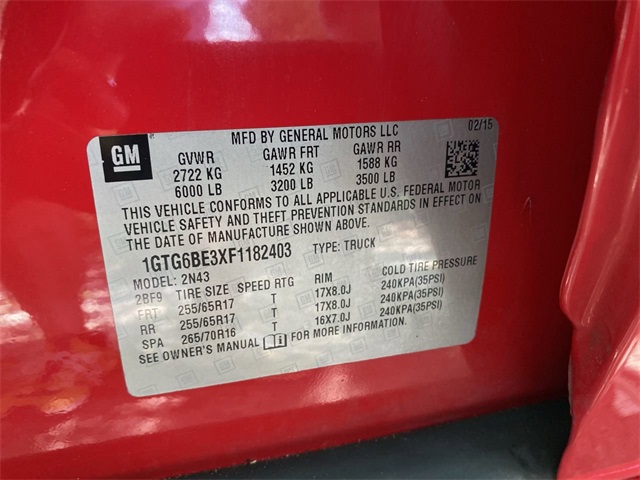 GM
MFD BY GENERAL MOTORS LLC 02/15
GVWR GAWR FRT GAWR RR
2722 KG 1452 KG 1588 KG
6000 LB 3200 LB 3500 LB
THIS VEHICLE CONFORMS TO ALL APPLICABLE U.S. FEDERAL MOTOR
VEHICLE SAFETY AND THEFT PREVENTION STANDARDS IN EFFECT ON
THE DATE OF MANUFACTURE SHOWN ABOVE.
1GTG6BE3XF1182403 TYPE: TRUCK
MODEL: 2N43
2BF9 TIRE SIZE SPEED RTG RIM COLD TIRE PRESSURE
FRT 255/65R17 T 17X8.0J 240KPA(35PSI)
RR 255/65R17 T 17X8.0J 240KPA(35PSI)
SPA 265/70R16 T 16X7.0J 240KPA(35PSI)
SEE OWNER'S MANUAL FOR MORE INFORMATION.